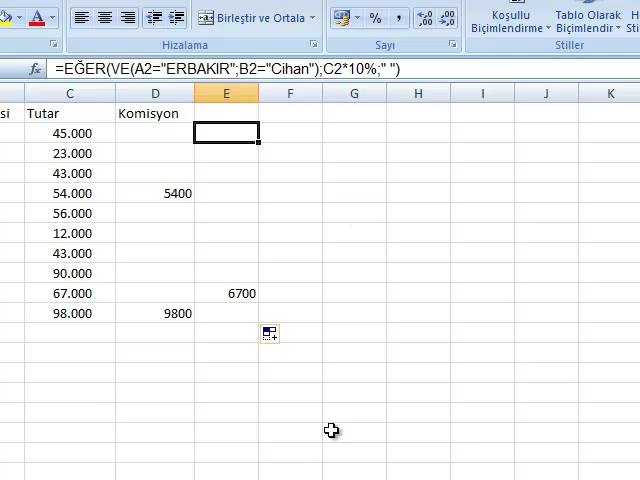 Birleştir ve Ortala
%
,00
,00
,0
Koşullu Biçimlendirme
Tablo Olarak Biçimlendir
Hizalama
Sayı
Stiller
fx =EĞER(VE(A2="ERBAKIR";B2="Cihan");C2*10%;" ")
C D E F G H I J K
si Tutar Komisyon
45.000
23.000
43.000
54.000 5400
56.000
12.000
43.000
90.000
67.000 6700
98.000 9800